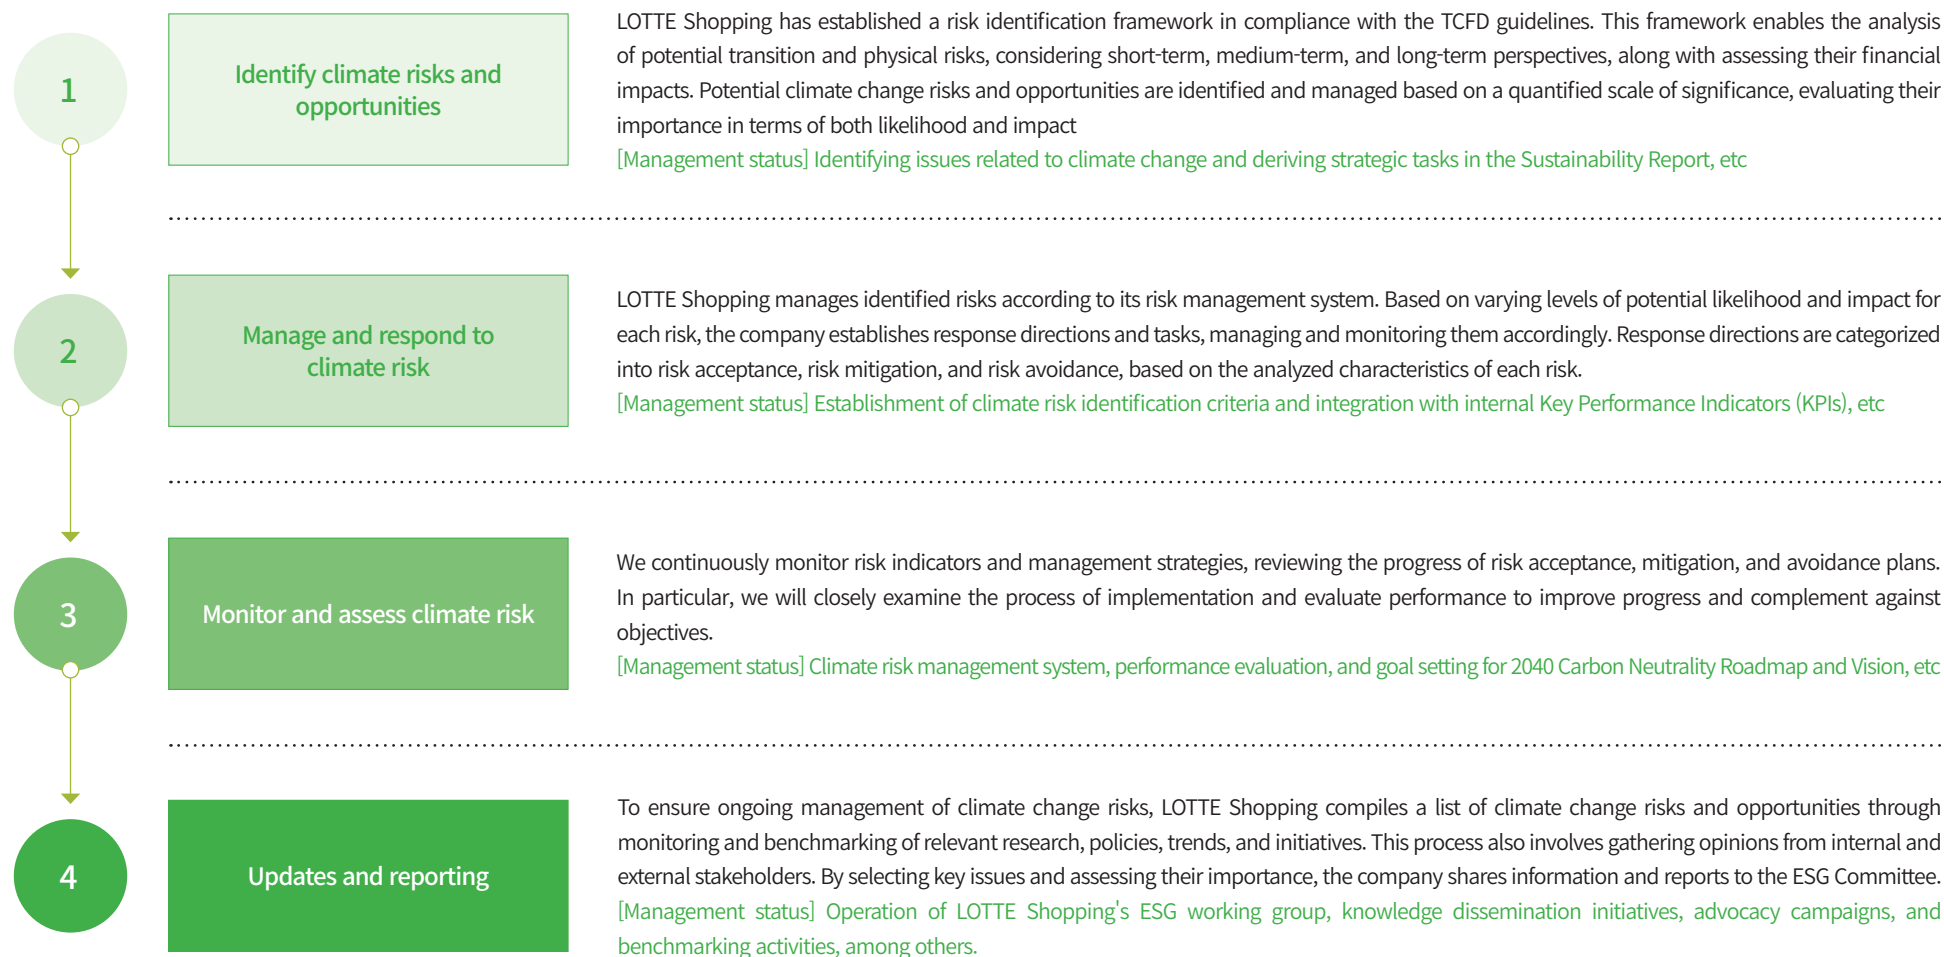 1
Identify climate risks and
opportunities
LOTTE Shopping has established a risk identification framework in compliance with the TCFD guidelines. This framework enables the analysis
of potential transition and physical risks, considering short-term, medium-term, and long-term perspectives, along with assessing their financial
impacts. Potential climate change risks and opportunities are identified and managed based on a quantified scale of significance, evaluating their
importance in terms of both likelihood and impact
[Management status] Identifying issues related to climate change and deriving strategic tasks in the Sustainability Report, etc
2
Manage and respond to
climate risk
LOTTE Shopping manages identified risks according to its risk management system. Based on varying levels of potential likelihood and impact for
each risk, the company establishes response directions and tasks, managing and monitoring them accordingly. Response directions are categorized
into risk acceptance, risk mitigation, and risk avoidance, based on the analyzed characteristics of each risk.
[Management status] Establishment of climate risk identification criteria and integration with internal Key Performance Indicators (KPIs), etc
3
Monitor and assess climate risk
We continuously monitor risk indicators and management strategies, reviewing the progress of risk acceptance, mitigation, and avoidance plans.
In particular, we will closely examine the process of implementation and evaluate performance to improve progress and complement against
objectives.
[Management status] Climate risk management system, performance evaluation, and goal setting for 2040 Carbon Neutrality Roadmap and Vision, etc
4
Updates and reporting
To ensure ongoing management of climate change risks, LOTTE Shopping compiles a list of climate change risks and opportunities through
monitoring and benchmarking of relevant research, policies, trends, and initiatives. This process also involves gathering opinions from internal and
external stakeholders. By selecting key issues and assessing their importance, the company shares information and reports to the ESG Committee.
[Management status] Operation of LOTTE Shopping's ESG working group, knowledge dissemination initiatives, advocacy campaigns, and
benchmarking activities, among others.